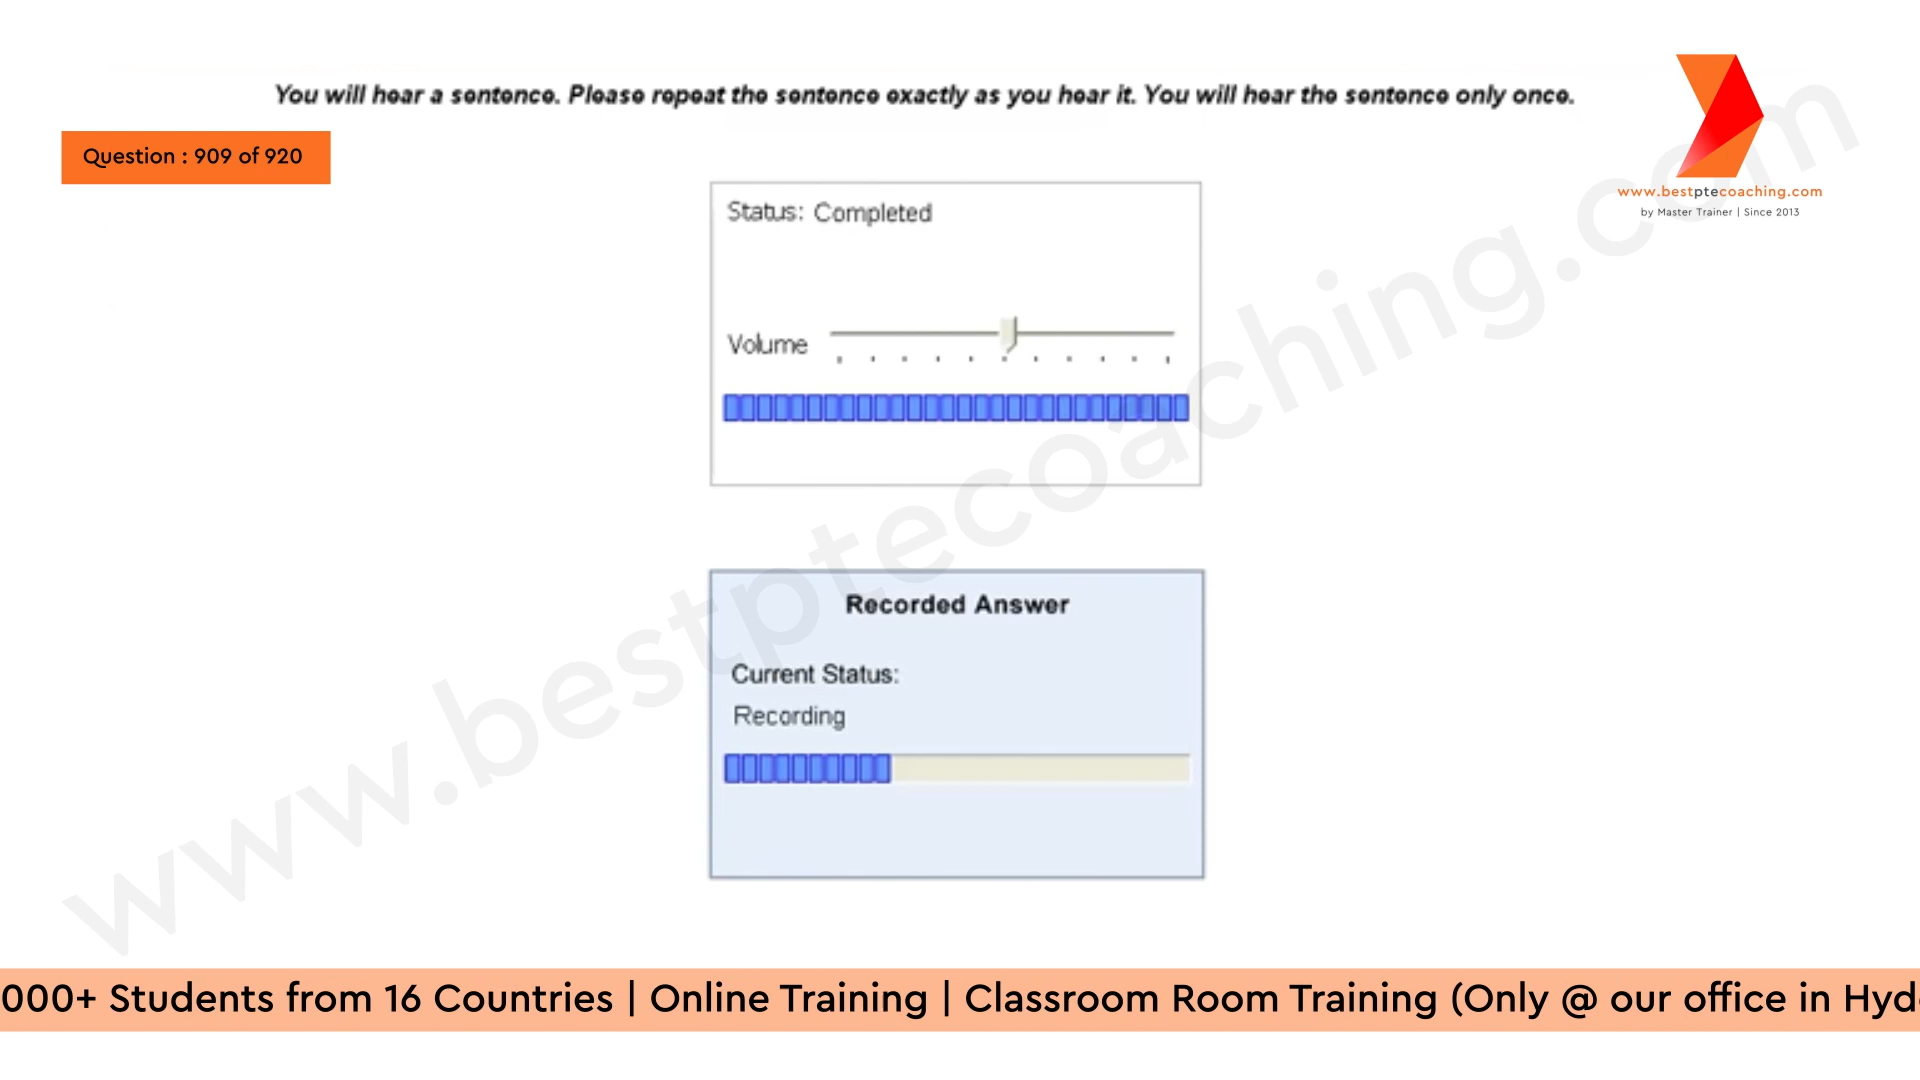 You will hear a sentence. Please repeat the sentence exactly as you hear it. You will hear the sentence only once.
Question : 909 of 920
www.bestptecoaching.com
by Master Trainer | Since 2013
Status: Completed
Volume
Recorded Answer
Current Status:
Recording
www.bestptecoaching.com
000+ Students from 16 Countries | Online Training | Classroom Room Training (Only @ our office in Hyd